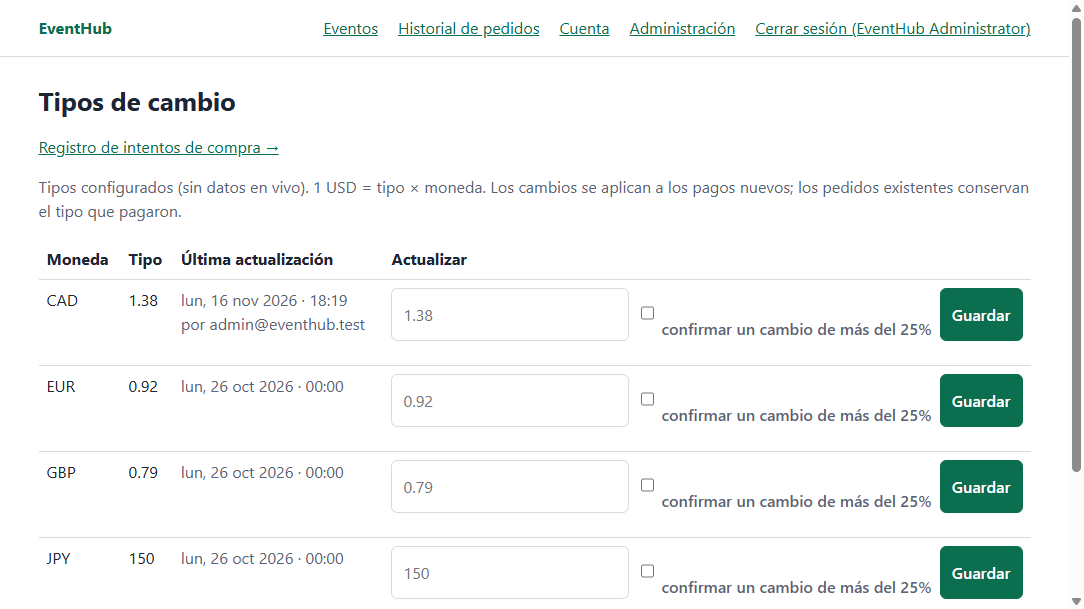 EventHub
Eventos Historial de pedidos Cuenta Administración Cerrar sesión (EventHub Administrator)
Tipos de cambio
Registro de intentos de compra →
Tipos configurados (sin datos en vivo). 1 USD = tipo × moneda. Los cambios se aplican a los pagos nuevos; los pedidos existentes conservan
el tipo que pagaron.
Moneda Tipo Última actualización Actualizar
CAD 1.38 lun, 16 nov 2026 · 18:19
por admin@eventhub.test
1.38 confirmar un cambio de más del 25% Guardar
EUR 0.92 lun, 26 oct 2026 · 00:00
0.92 confirmar un cambio de más del 25% Guardar
GBP 0.79 lun, 26 oct 2026 · 00:00
0.79 confirmar un cambio de más del 25% Guardar
JPY 150 lun, 26 oct 2026 · 00:00
150 confirmar un cambio de más del 25% Guardar